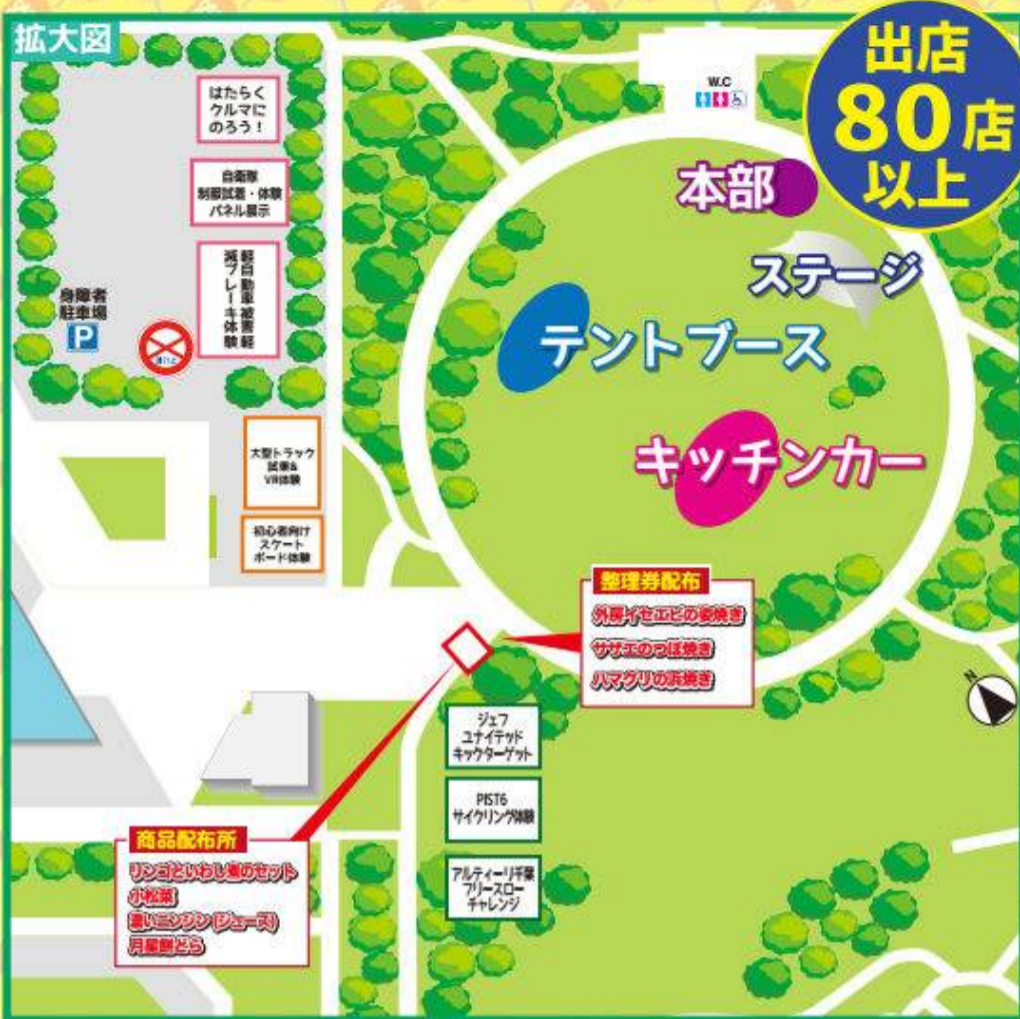 拡大図
出店
80店
以上
W.C
はたらく
クルマに
のろう！
自衛隊
制服試着・体験
パネル展示
軽自動車被害軽
減ブレーキ体験
身障者
駐車場
P
本部
ステージ
テントブース
キッチンカー
大型トラック
試乗&
VR体験
初心者向け
スケート
ボード体験
整理券配布
外房イセエビの姿焼き
サザエのつぼ焼き
ハマグリの浜焼き
N
ジェフ
ユナイテッド
キックターゲット
PIST6
サイクリング体験
アルティーリ千葉
フリースロー
チャレンジ
商品配布所
リンゴといわし のセット
小松菜
濃いニンジン(ジュース)
月星餅どら